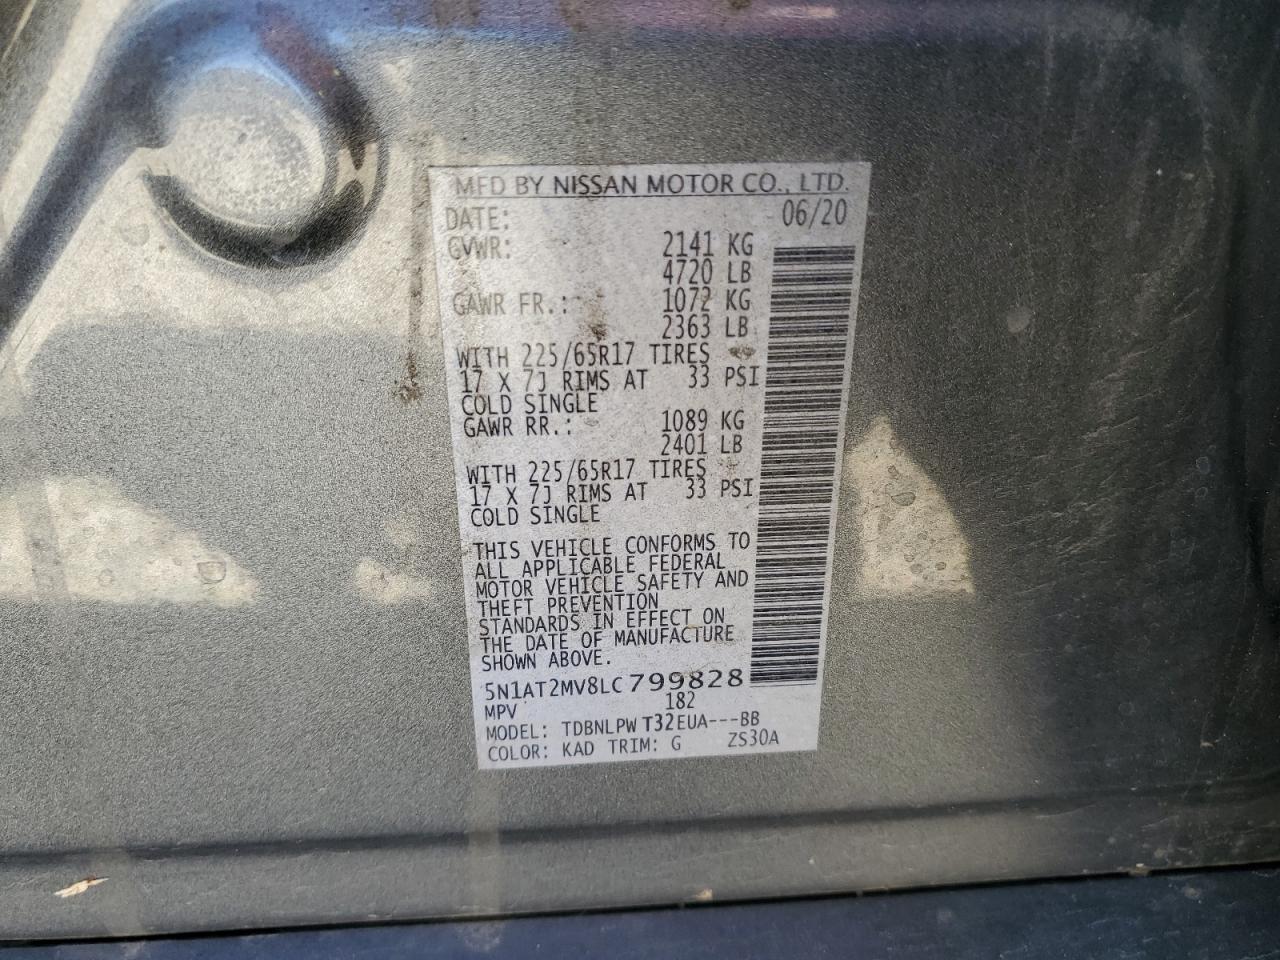 MFD BY NISSAN MOTOR CO., LTD.
DATE: 06/20
GVWR: 2141 KG
4720 LB
GAWR FR.: 1072 KG
2363 LB
WITH 225/65R17 TIRES
17 X 7J RIMS AT 33 PSI
COLD SINGLE
GAWR RR.: 1089 KG
2401 LB
WITH 225/65R17 TIRES
17 X 7J RIMS AT 33 PSI
COLD SINGLE
THIS VEHICLE CONFORMS TO
ALL APPLICABLE FEDERAL
MOTOR VEHICLE SAFETY AND
THEFT PREVENTION
STANDARDS IN EFFECT ON
THE DATE OF MANUFACTURE
SHOWN ABOVE.
5N1AT2MV8LC799828
MPV 182
MODEL: TDBNLPW T32EUA---BB
COLOR: KAD TRIM: G ZS30A